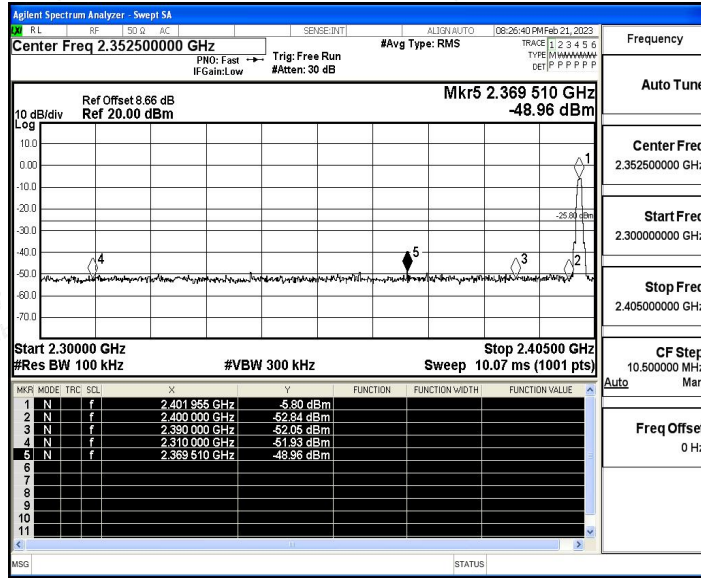 Agilent Spectrum Analyzer - Swept SA
LXI RL RF 50 Ω AC SENSE:INT ALIGN AUTO 08:26:40 PM Feb 21, 2023
Center Freq 2.352500000 GHz
PNO: Fast
IFGain:Low
Trig: Free Run
#Atten: 30 dB
#Avg Type: RMS
TRACE 1 2 3 4 5 6
TYPE M W W W W W
DET P P P P P P
Mkr5 2.369 510 GHz
-48.96 dBm
Ref Offset 8.66 dB
10 dB/div Ref 20.00 dBm
Log
10.0
0.00
-10.0
-20.0
-30.0
-40.0
-50.0
-60.0
-70.0
1
-25.80 dBm
4
5
3
2
Start 2.30000 GHz Stop 2.40500 GHz
#Res BW 100 kHz #VBW 300 kHz Sweep 10.07 ms (1001 pts)
MKR MODE TRC SCL X Y FUNCTION FUNCTION WIDTH FUNCTION VALUE
1 N f 2.401 955 GHz -5.80 dBm
2 N f 2.400 000 GHz -52.84 dBm
3 N f 2.390 000 GHz -52.05 dBm
4 N f 2.310 000 GHz -51.93 dBm
5 N f 2.369 510 GHz -48.96 dBm
6
7
8
9
10
11
MSG STATUS
Frequency
Auto Tune
Center Freq
2.352500000 GHz
Start Freq
2.300000000 GHz
Stop Freq
2.405000000 GHz
CF Step
10.500000 MHz
Auto Man
Freq Offset
0 Hz